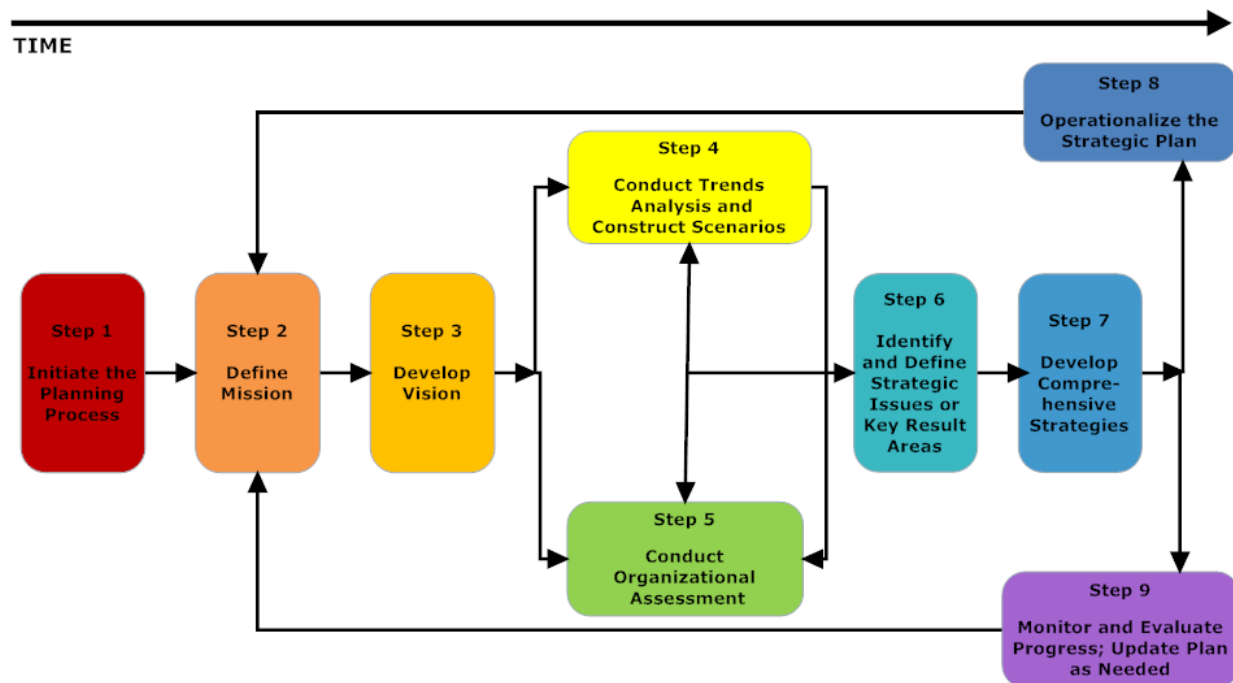 TIME
Step 1
Initiate the
Planning
Process
Step 2
Define
Mission
Step 3
Develop
Vision
Step 4
Conduct Trends
Analysis and
Construct Scenarios
Step 5
Conduct
Organizational
Assessment
Step 6
Identify
and Define
Strategic
Issues or
Key Result
Areas
Step 7
Develop
Compre-
hensive
Strategies
Step 8
Operationalize the
Strategic Plan
Step 9
Monitor and Evaluate
Progress; Update Plan
as Needed